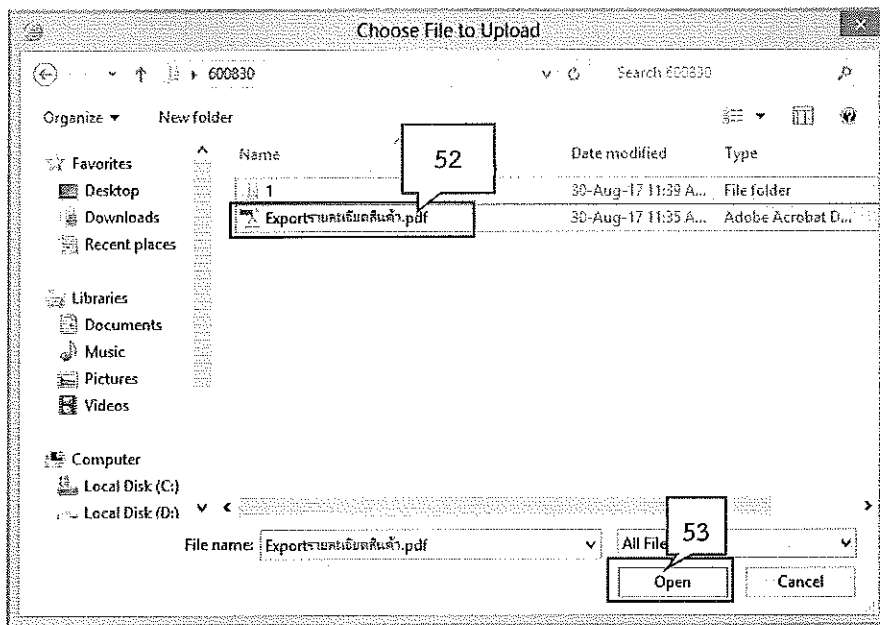 Choose File to Upload
600830
Search 600830
Organize
New folder
Name
Date modified
Type
52
Favorites
Desktop
Downloads
Recent places
1
30-Aug-17 11:39 A...
File folder
Exportรายละเอียดสินค้า.pdf
30-Aug-17 11:35 A...
Adobe Acrobat D...
Libraries
Documents
Music
Pictures
Videos
Computer
Local Disk (C:)
Local Disk (D:)
File name:
Exportรายละเอียดสินค้า.pdf
All File
53
Open
Cancel